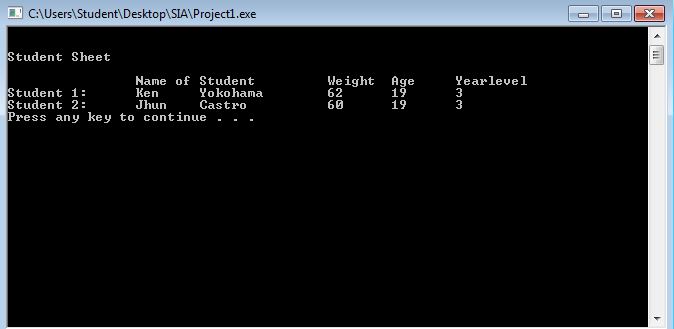 C:\Users\Student\Desktop\SIA\Project1.exe
Student Sheet
Name of Student Weight Age Yearlevel
Student 1: Ken Yokohama 62 19 3
Student 2: Jhun Castro 60 19 3
Press any key to continue . . .